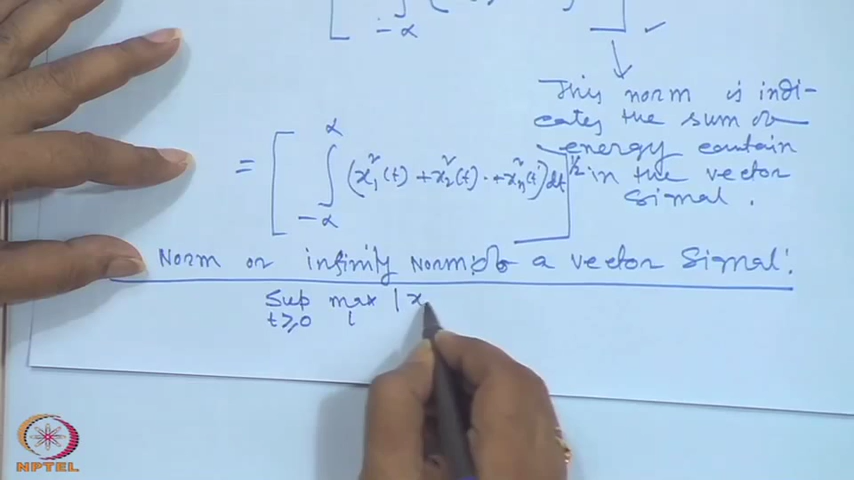 -α
This norm is indi-
cates the sum of
energy contain
in the vector
signal.
= [ ∫ α -α (x₁²(t) + x₂²(t) ·+ xₙ²(t)) dt ]^1/2
Norm or infinity norm: of a vector signal:
Sup max | x
t≥0 i
NPTEL